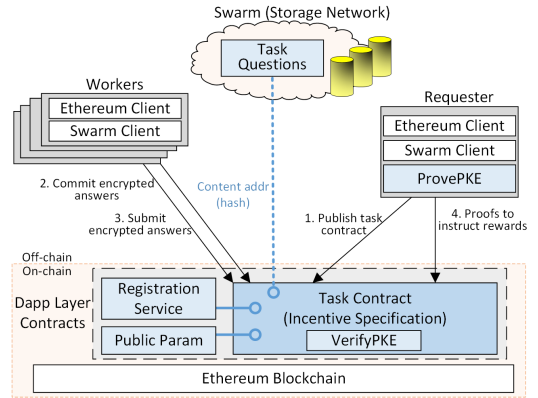 Swarm (Storage Network)
Task
Questions
Workers
Ethereum Client
Swarm Client
Requester
Ethereum Client
Swarm Client
ProvePKE
2. Commit encrypted
answers
3. Submit
encrypted answers
Content addr
(hash)
1. Publish task
contract
4. Proofs to
instruct rewards
Off-chain
On-chain
Dapp Layer
Contracts
Registration
Service
Public Param
Task Contract
(Incentive Specification)
VerifyPKE
Ethereum Blockchain